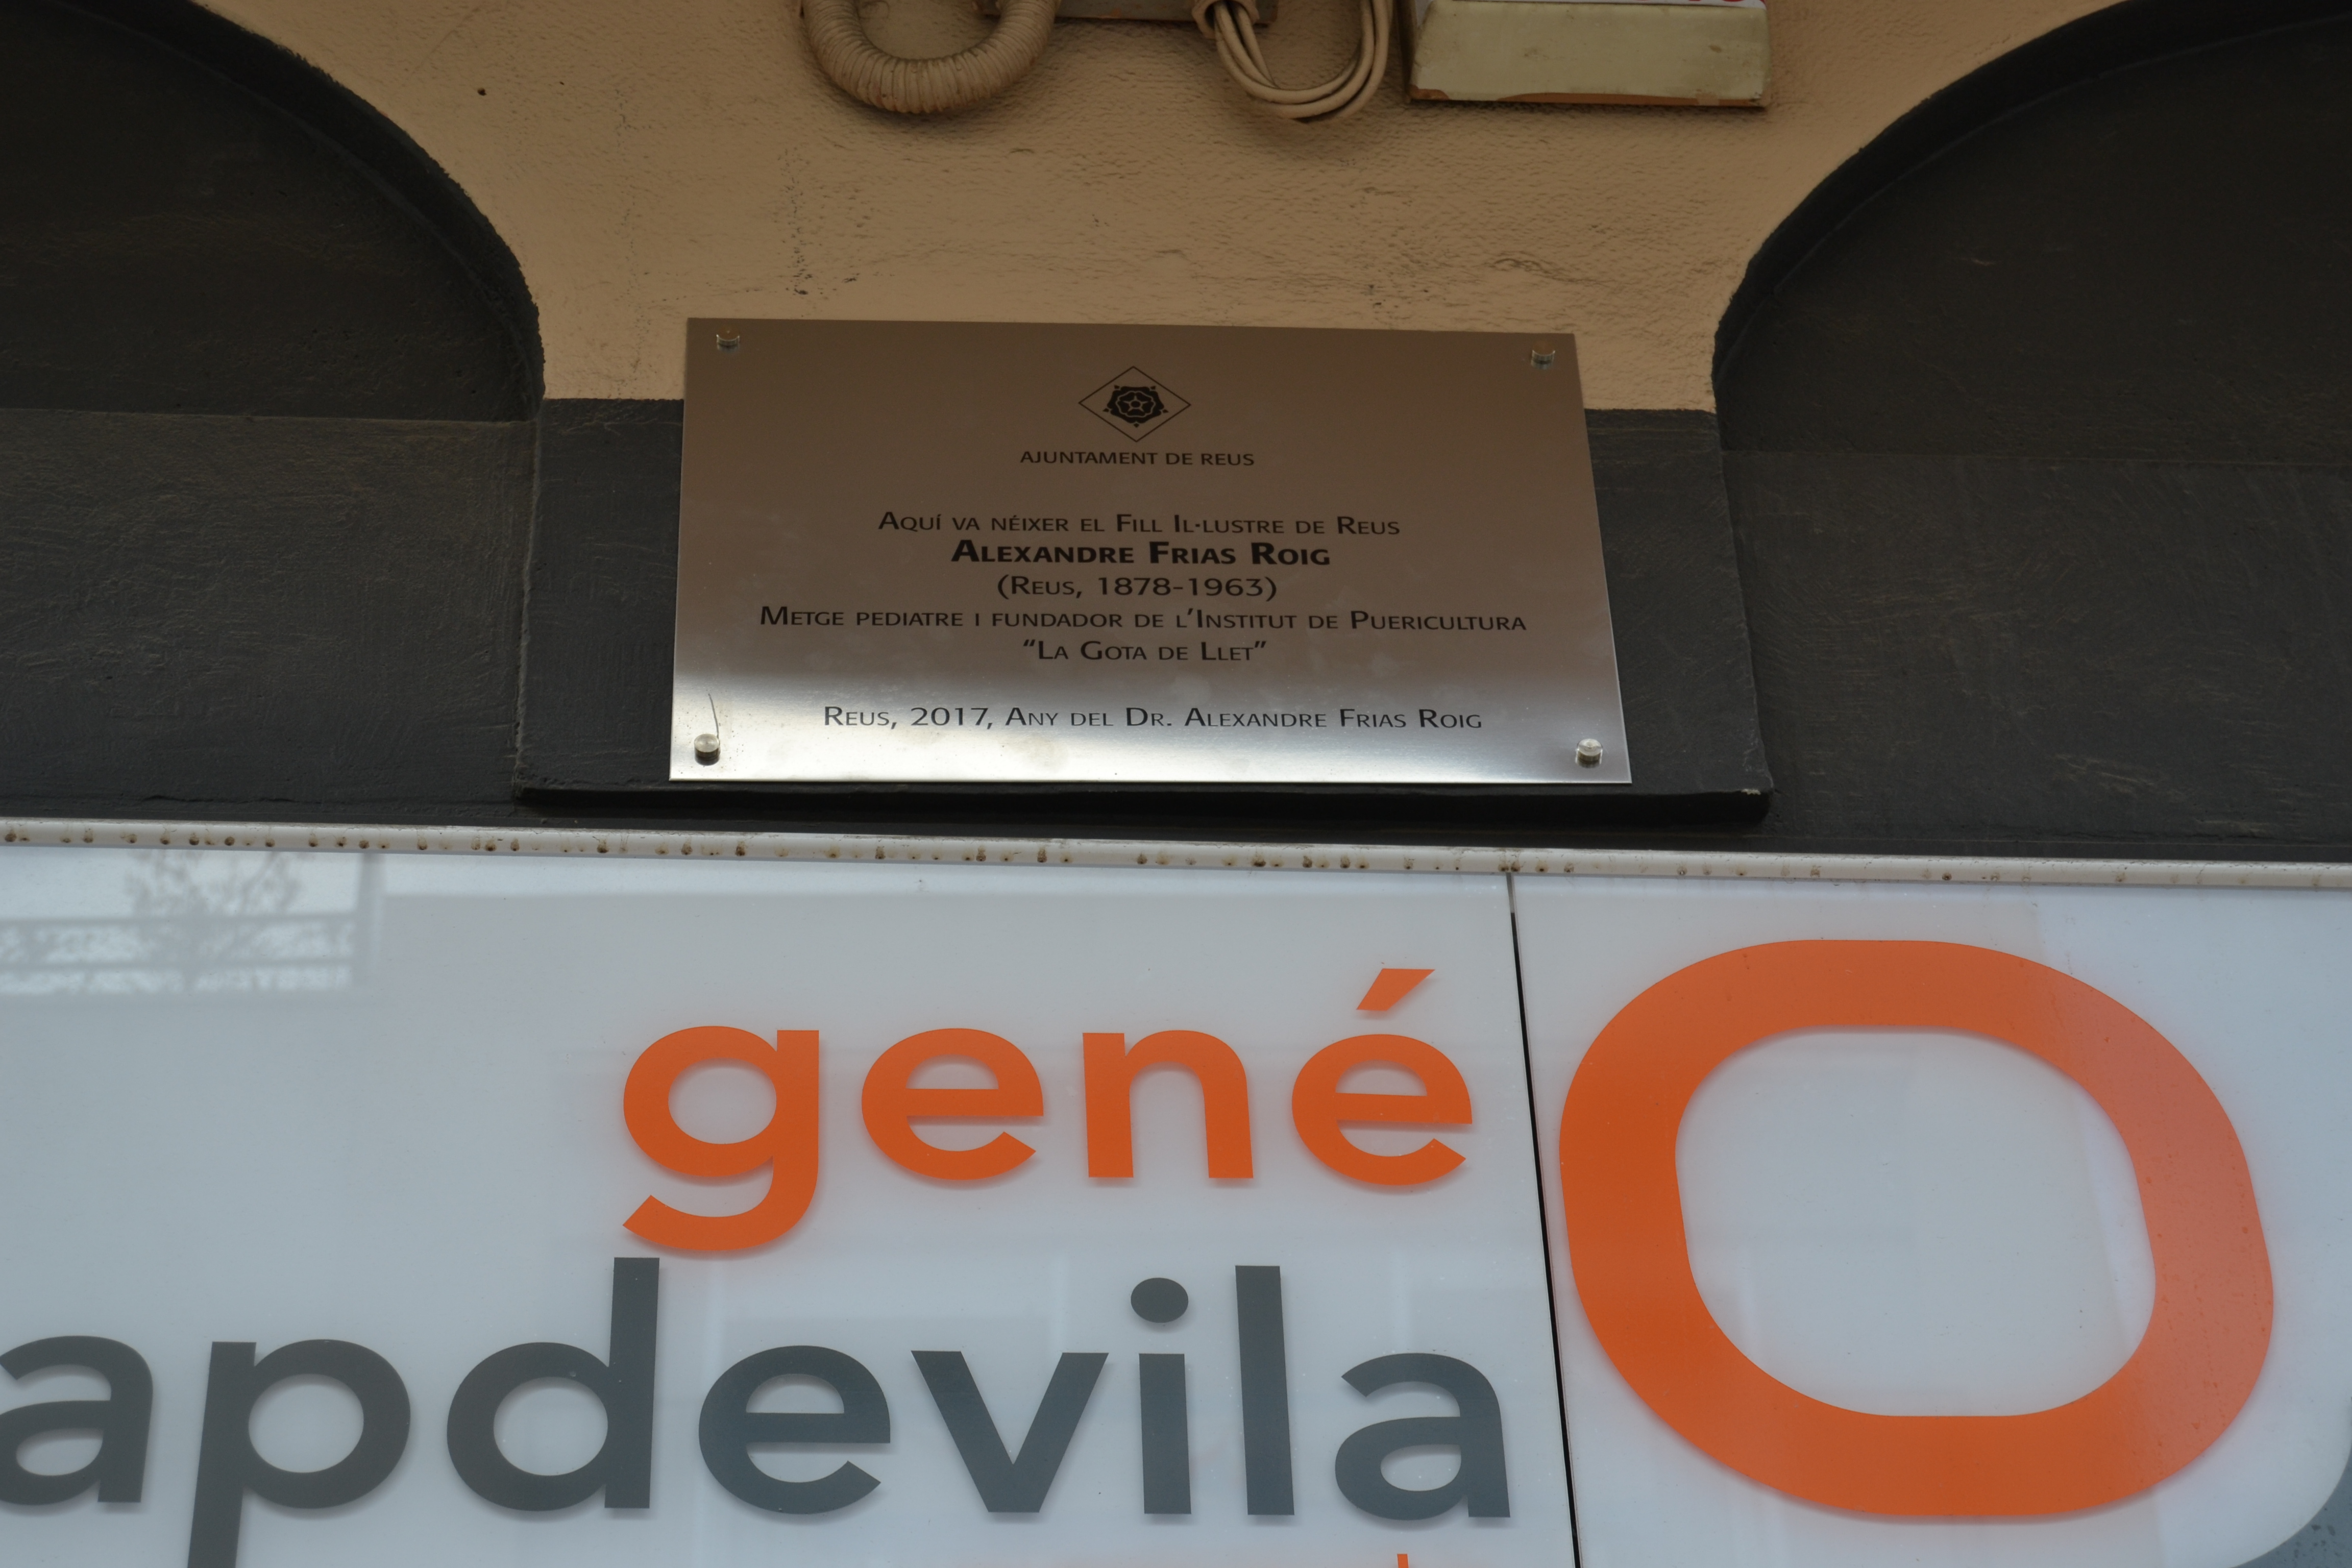 AJUNTAMENT DE REUS
AQUÍ VA NÉIXER EL FILL IL·LUSTRE DE REUS
ALEXANDRE FRIAS ROIG
(REUS, 1878-1963)
METGE PEDIATRE I FUNDADOR DE L'INSTITUT DE PUERICULTURA
“LA GOTA DE LLET”
REUS, 2017, ANY DEL DR. ALEXANDRE FRIAS ROIG
gené
apdevila